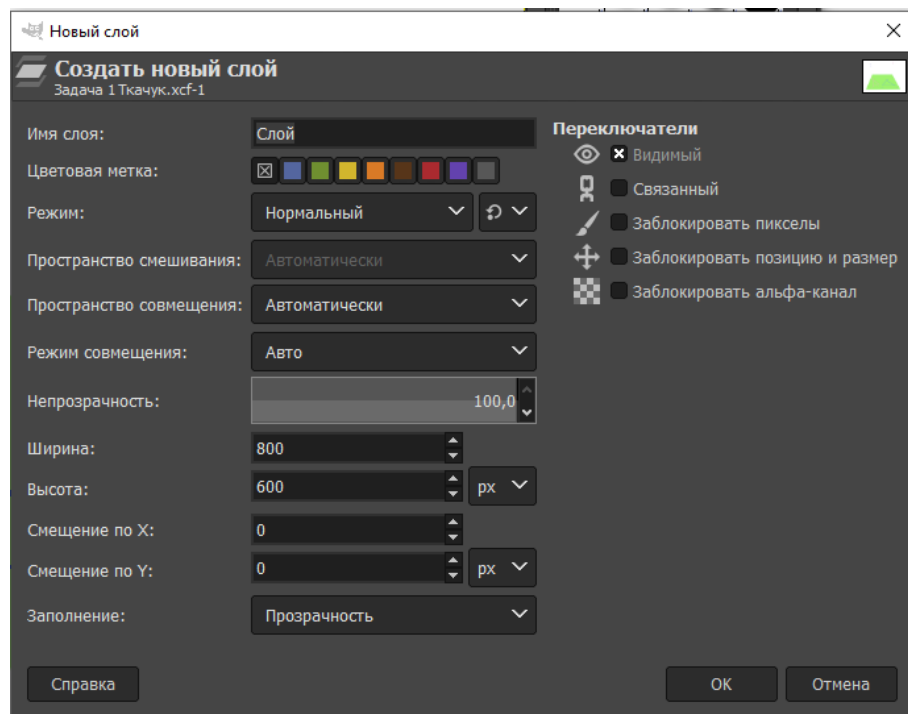 Новый слой
Создать новый слой
Задача 1 Ткачук.xcf-1
Имя слоя: Слой
Цветовая метка:
Режим: Нормальный
Пространство смешивания: Автоматически
Пространство совмещения: Автоматически
Режим совмещения: Авто
Непрозрачность: 100,0
Ширина: 800
Высота: 600 px
Смещение по X: 0
Смещение по Y: 0 px
Заполнение: Прозрачность
Переключатели
Видимый
Связанный
Заблокировать пикселы
Заблокировать позицию и размер
Заблокировать альфа-канал
Справка
OK
Отмена